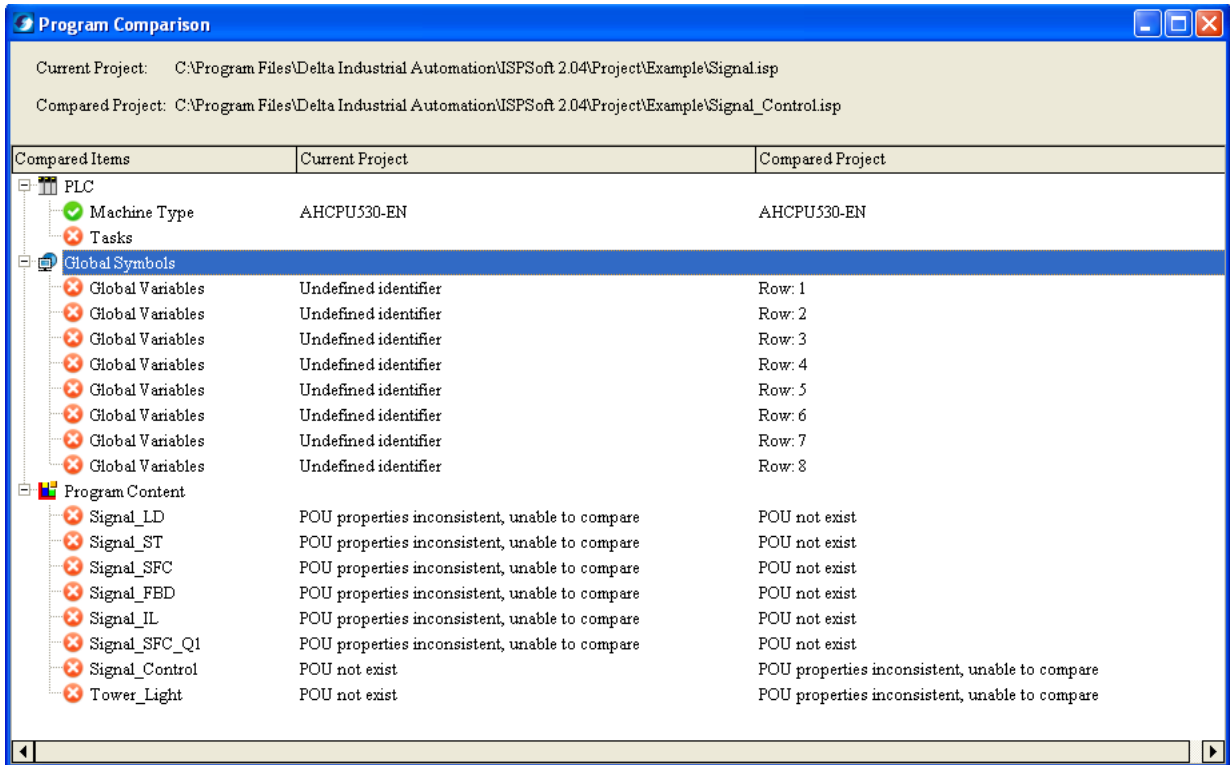 Program Comparison
Current Project: C:\Program Files\Delta Industrial Automation\ISPSoft 2.04\Project\Example\Signal.isp
Compared Project: C:\Program Files\Delta Industrial Automation\ISPSoft 2.04\Project\Example\Signal_Control.isp
Compared Items Current Project Compared Project
PLC
Machine Type AHCPU530-EN AHCPU530-EN
Tasks
Global Symbols
Global Variables Undefined identifier Row: 1
Global Variables Undefined identifier Row: 2
Global Variables Undefined identifier Row: 3
Global Variables Undefined identifier Row: 4
Global Variables Undefined identifier Row: 5
Global Variables Undefined identifier Row: 6
Global Variables Undefined identifier Row: 7
Global Variables Undefined identifier Row: 8
Program Content
Signal_LD POU properties inconsistent, unable to compare POU not exist
Signal_ST POU properties inconsistent, unable to compare POU not exist
Signal_SFC POU properties inconsistent, unable to compare POU not exist
Signal_FBD POU properties inconsistent, unable to compare POU not exist
Signal_IL POU properties inconsistent, unable to compare POU not exist
Signal_SFC_Q1 POU properties inconsistent, unable to compare POU not exist
Signal_Control POU not exist POU properties inconsistent, unable to compare
Tower_Light POU not exist POU properties inconsistent, unable to compare